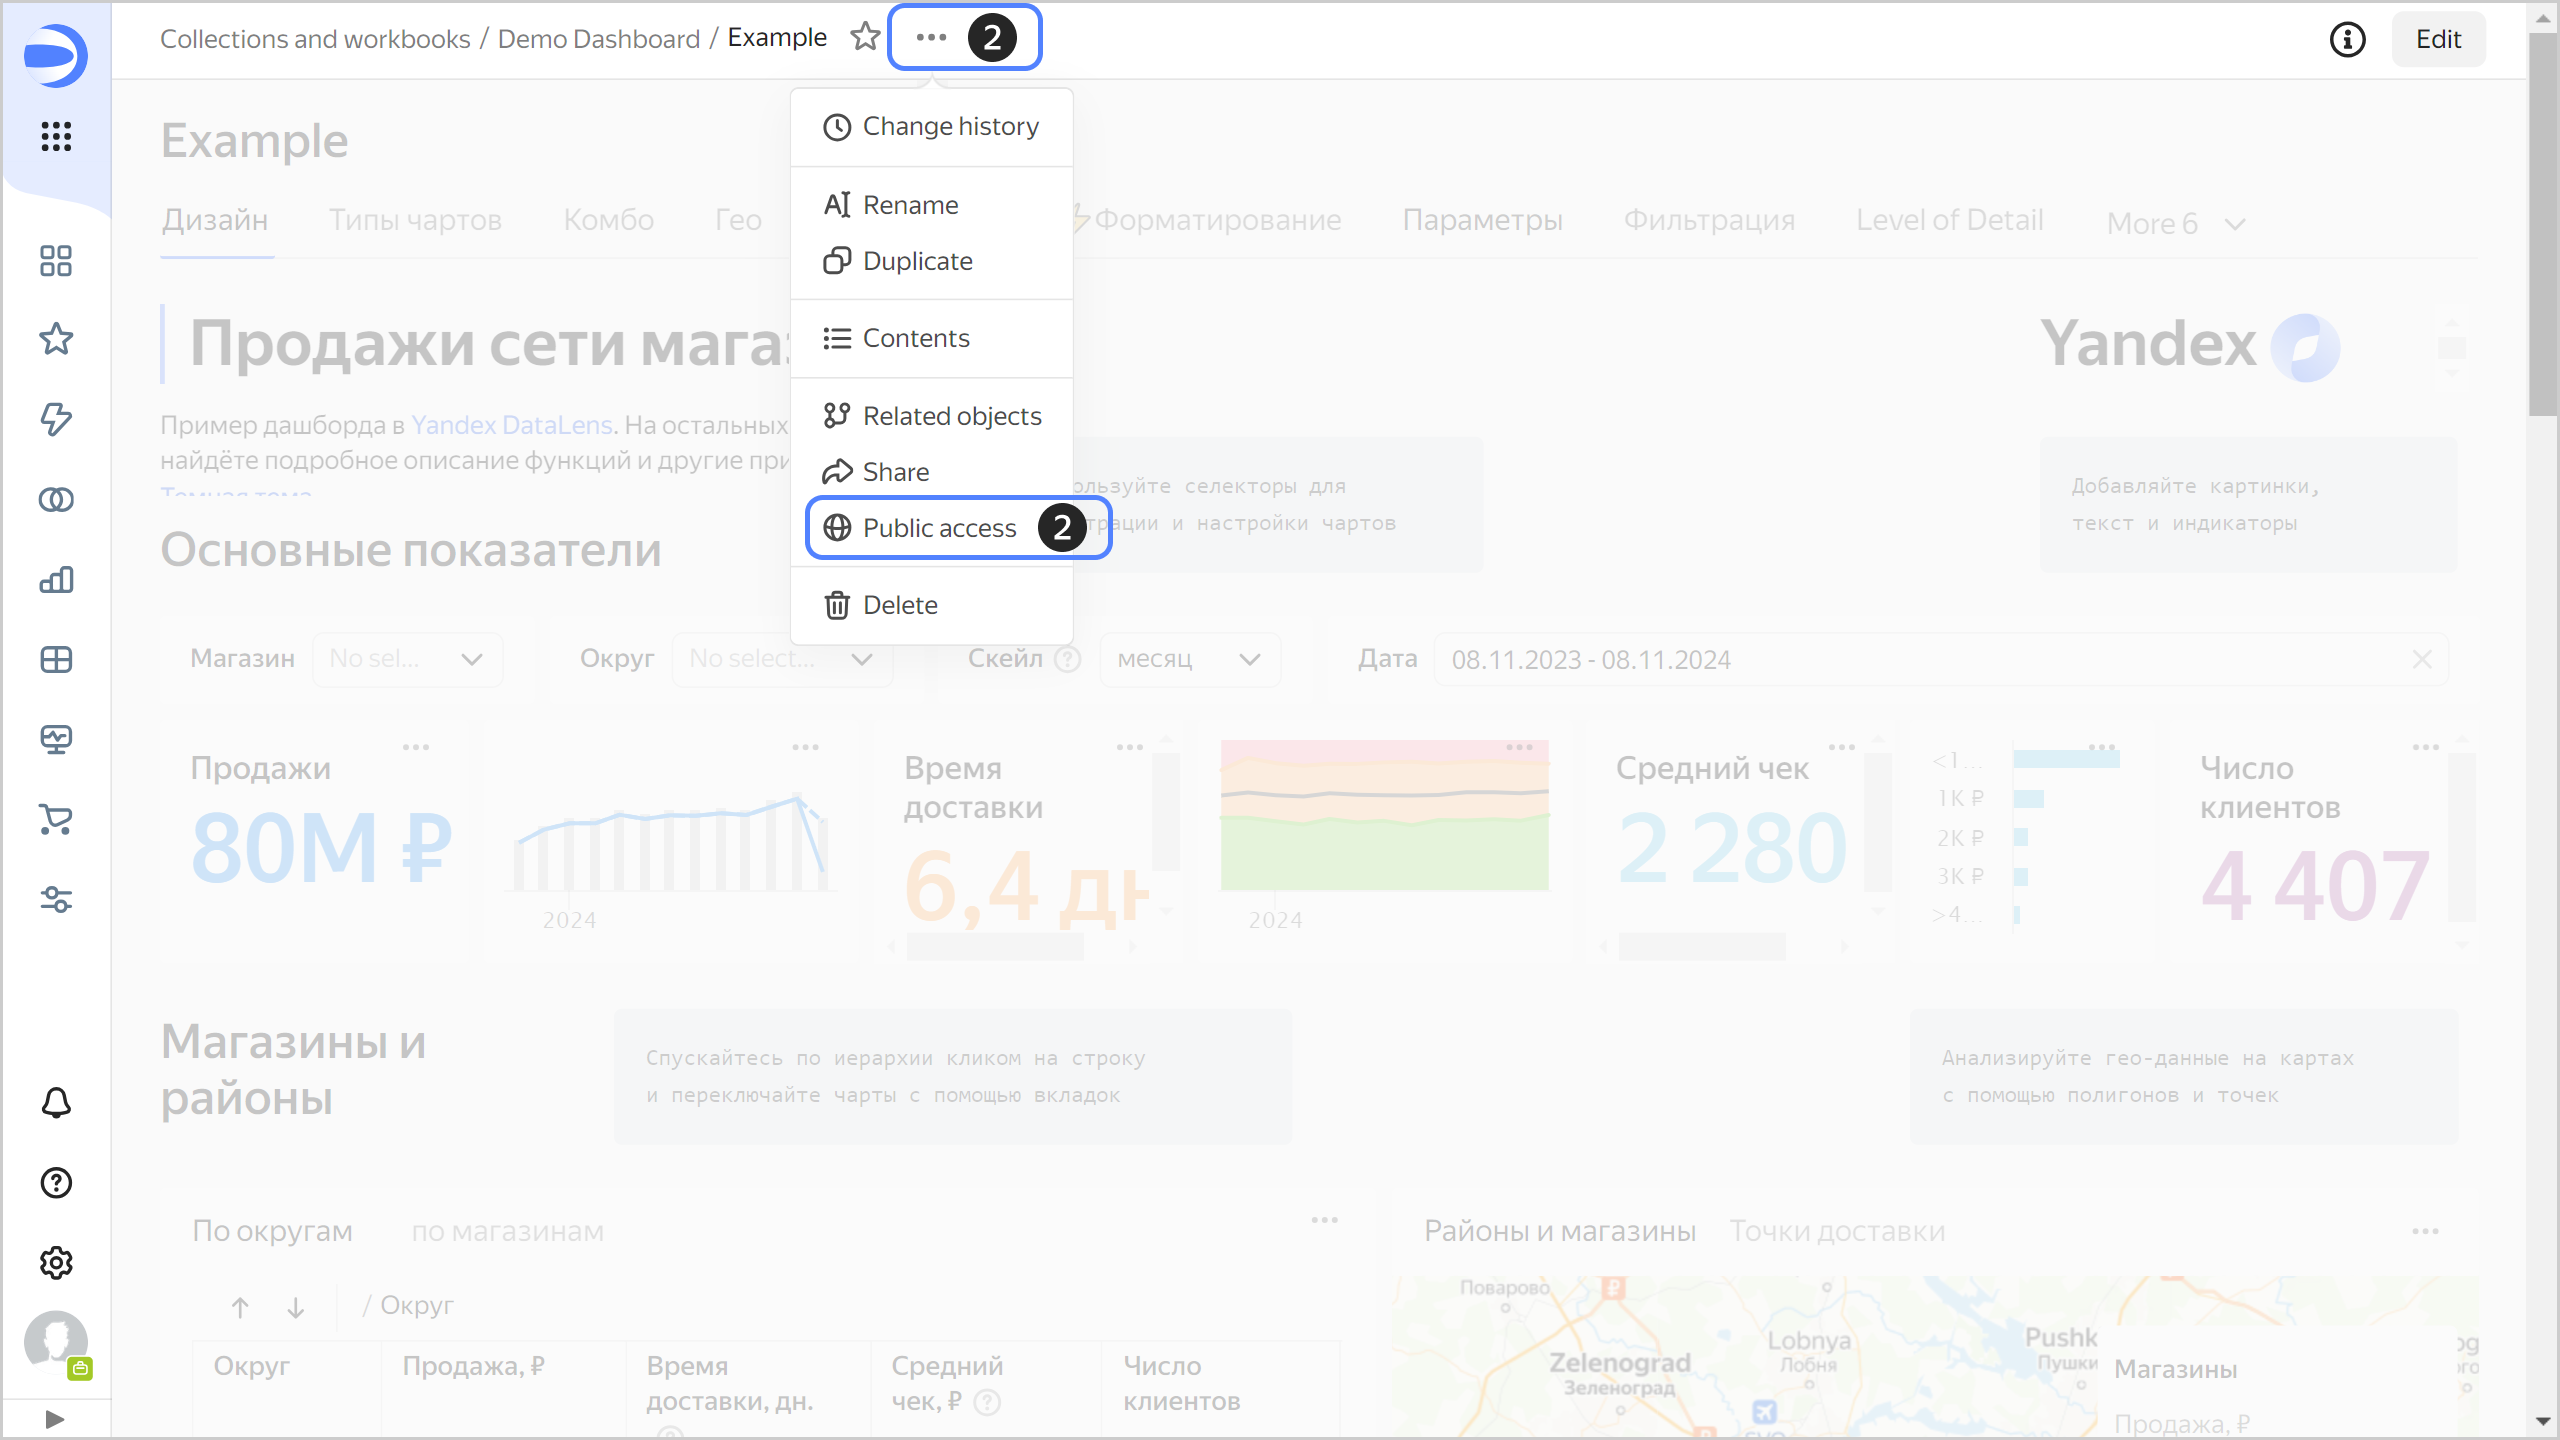 Collections and workbooks / Demo Dashboard / Example
2
Edit
Change history
Rename
Duplicate
Contents
Related objects
Share
Public access 2
Delete
Example
Дизайн Типы чартов Комбо Гео Форматирование Параметры Фильтрация Level of Detail More 6
Продажи сети мага
Yandex
Пример дашборда в Yandex DataLens. На остальных
найдёте подробное описание функций и другие при
Темная тема
ользуйте селекторы для
трации и настройки чартов
Добавляйте картинки,
текст и индикаторы
Основные показатели
Магазин No sel... Округ No select... Скейл месяц Дата 08.11.2023 - 08.11.2024
Продажи
80М ₽
2024
Время
доставки
6,4 дн
2024
Средний чек
2 280
<1...
1K ₽
2K ₽
3K ₽
>4...
Число
клиентов
4 407
Магазины и
районы
Спускайтесь по иерархии кликом на строку
и переключайте чарты с помощью вкладок
Анализируйте гео-данные на картах
с помощью полигонов и точек
По округам по магазинам
/ Округ
Округ
Продажа, ₽
Время
доставки, дн.
Средний
чек, ₽
Число
клиентов
Районы и магазины Точки доставки
Поварово
Lobnya
Лобня
Pushk
Пушки
Zelenograd
Зеленоград
SVO
Магазины
Продажа, ₽